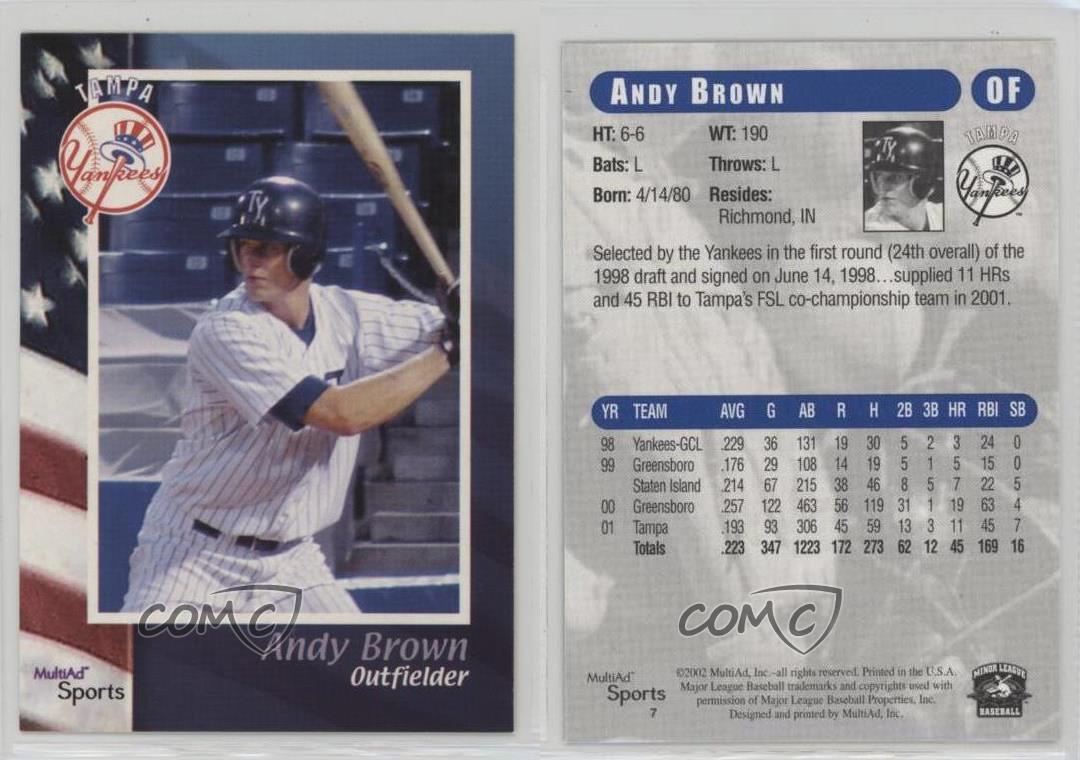 TAMPA
Yankees
TY
Andy Brown
Outfielder
MultiAd™
Sports
COMC
ANDY BROWN OF
HT: 6-6 WT: 190
Bats: L Throws: L
Born: 4/14/80 Resides:
Richmond, IN
TY
TAMPA
Yankees™
Selected by the Yankees in the first round (24th overall) of the
1998 draft and signed on June 14, 1998...supplied 11 HRs
and 45 RBI to Tampa's FSL co-championship team in 2001.
YR TEAM AVG G AB R H 2B 3B HR RBI SB
98 Yankees-GCL .229 36 131 19 30 5 2 3 24 0
99 Greensboro .176 29 108 14 19 5 1 5 15 0
Staten Island .214 67 215 38 46 8 5 7 22 5
00 Greensboro .257 122 463 56 119 31 1 19 63 4
01 Tampa .193 93 306 45 59 13 3 11 45 7
Totals .223 347 1223 172 273 62 12 45 169 16
COMC
MultiAd™
Sports
7
©2002 MultiAd, Inc.–all rights reserved. Printed in the U.S.A.
Major League Baseball trademarks and copyrights used with
permission of Major League Baseball Properties, Inc.
Designed and printed by MultiAd, Inc.
MINOR LEAGUE
BASEBALL